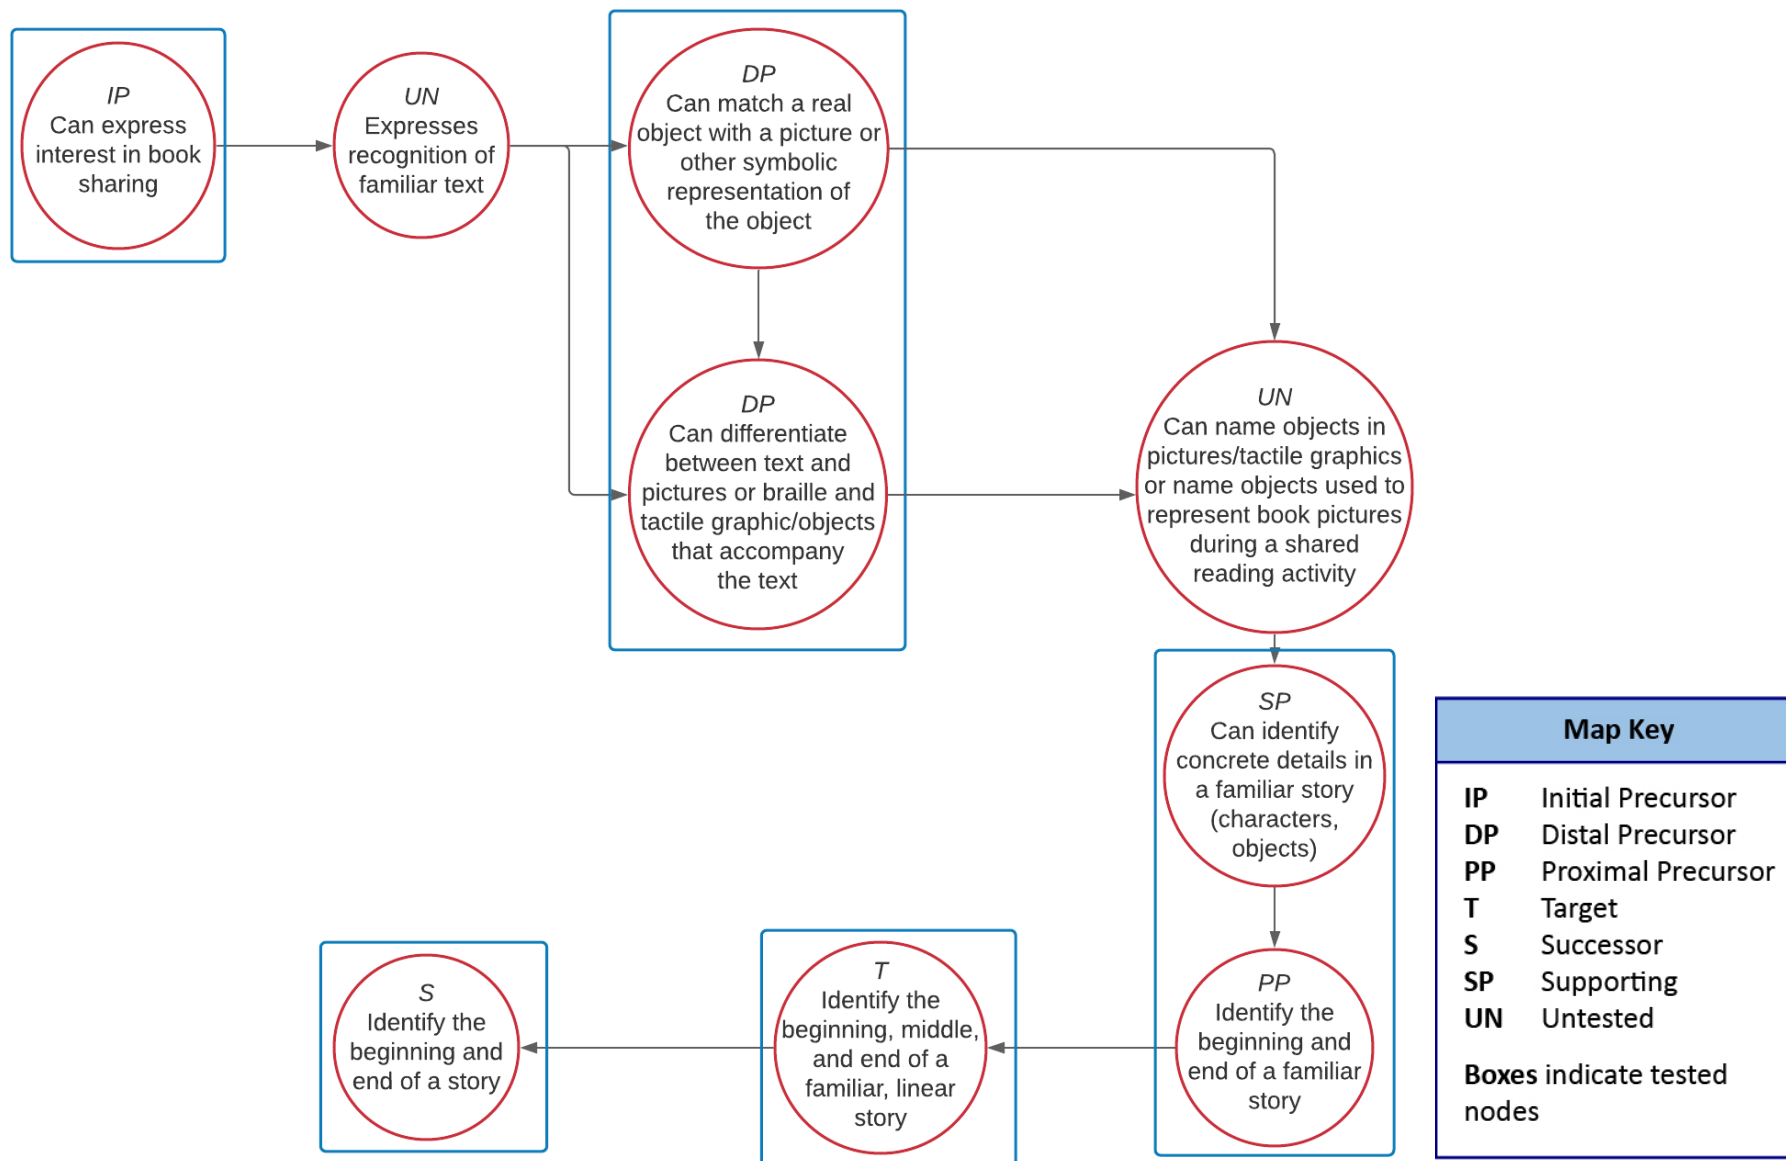 IP
Can express
interest in book
sharing
UN
Expresses
recognition of
familiar text
DP
Can match a real
object with a picture or
other symbolic
representation of
the object
DP
Can differentiate
between text and
pictures or braille and
tactile graphic/objects
that accompany
the text
UN
Can name objects in
pictures/tactile graphics
or name objects used to
represent book pictures
during a shared
reading activity
SP
Can identify
concrete details in
a familiar story
(characters,
objects)
PP
Identify the
beginning and
end of a familiar
story
T
Identify the
beginning, middle,
and end of a
familiar, linear
story
S
Identify the
beginning and
end of a story
Map Key
IP Initial Precursor
DP Distal Precursor
PP Proximal Precursor
T Target
S Successor
SP Supporting
UN Untested
Boxes indicate tested
nodes